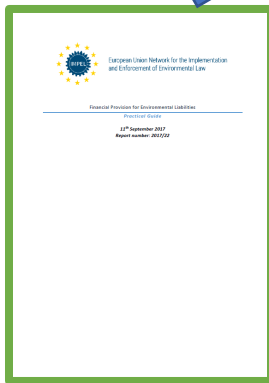 IMPEL
European Union Network for the Implementation
and Enforcement of Environmental Law
Financial Provision for Environmental Liabilities
Practical Guide
11th September 2017
Report number: 2017/22